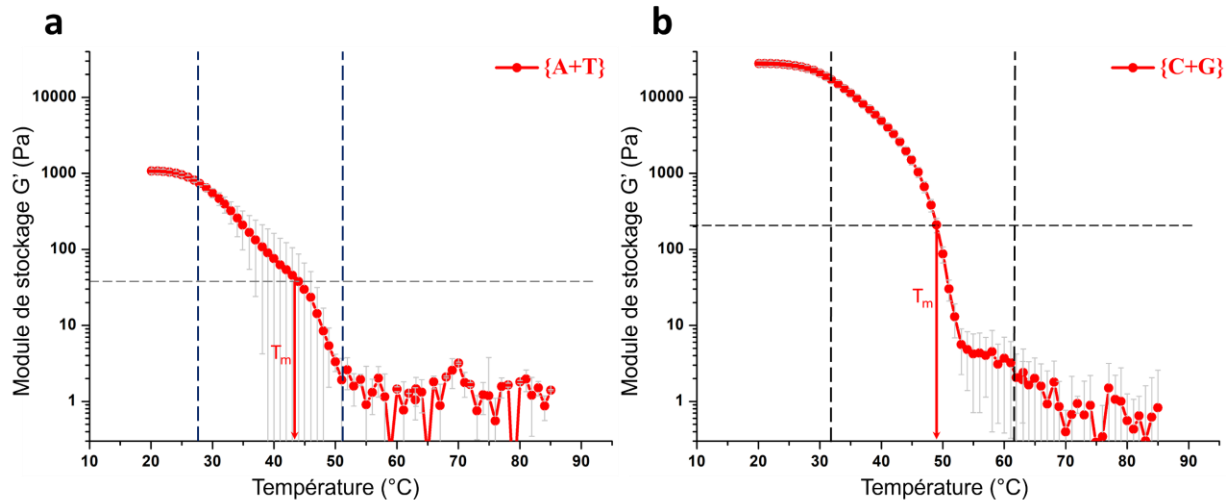 a
{A+T}
Module de stockage G' (Pa)
10000
1000
100
10
1
Tm
10 20 30 40 50 60 70 80 90
Température (°C)
b
{C+G}
Module de stockage G' (Pa)
10000
1000
100
10
1
Tm
10 20 30 40 50 60 70 80 90
Température (°C)